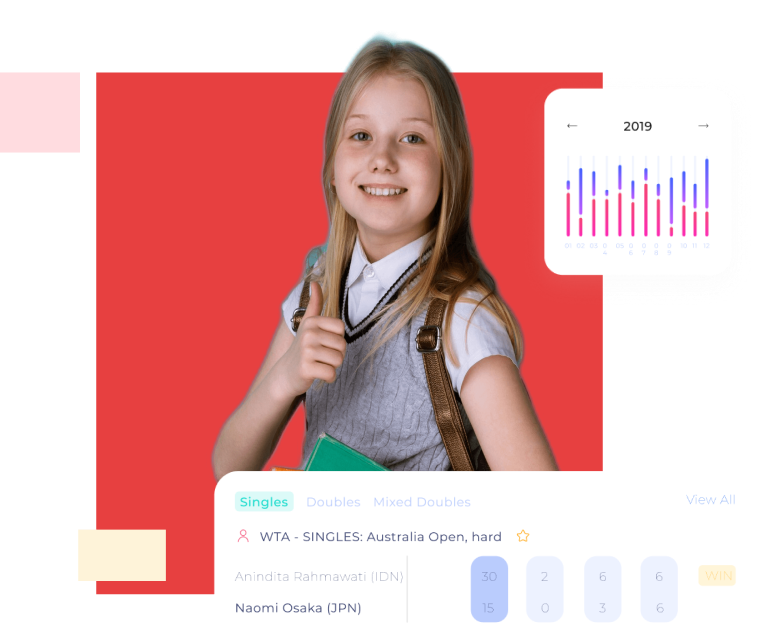 ← 2019 →
01 02 03 04 05 06 07 08 09 10 11 12
Singles Doubles Mixed Doubles View All
WTA - SINGLES: Australia Open, hard
Anindita Rahmawati (IDN) 30 2 6 6 WIN
Naomi Osaka (JPN) 15 0 3 6